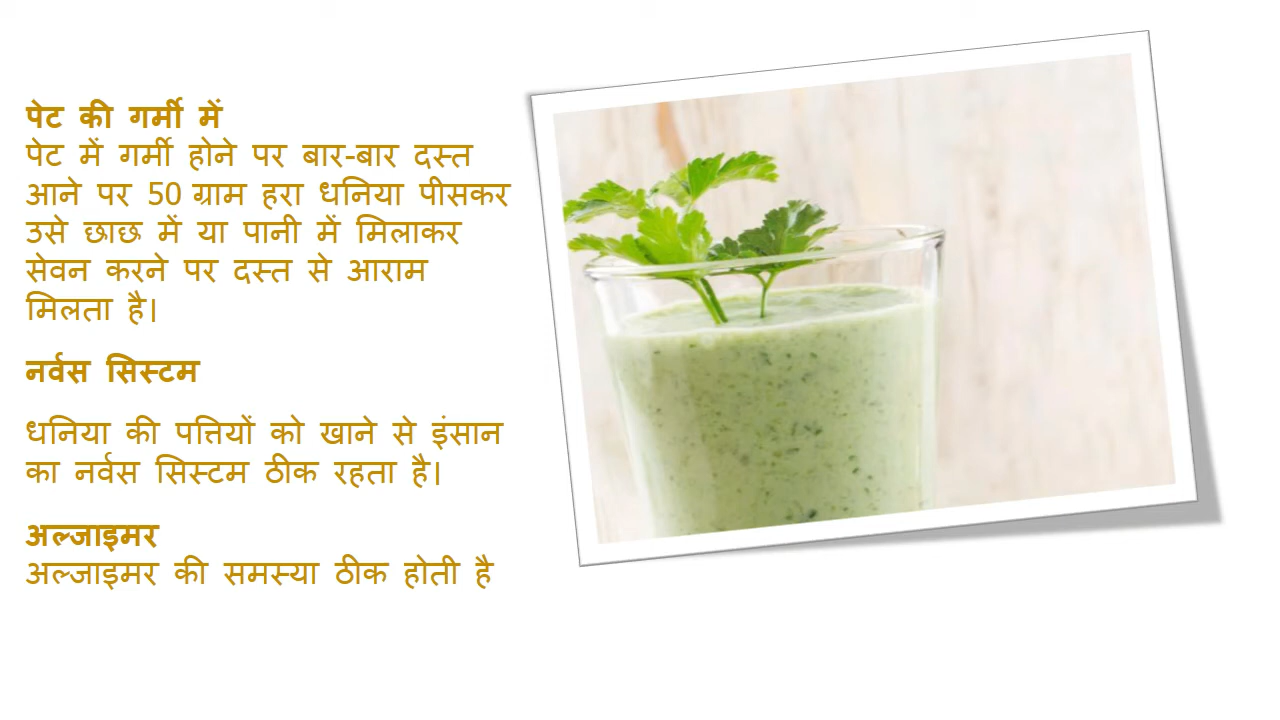 पेट की गर्मी में
पेट में गर्मी होने पर बार-बार दस्त
आने पर 50 ग्राम हरा धनिया पीसकर
उसे छाछ में या पानी में मिलाकर
सेवन करने पर दस्त से आराम
मिलता है।
नर्वस सिस्टम
धनिया की पत्तियों को खाने से इंसान
का नर्वस सिस्टम ठीक रहता है।
अल्जाइमर
अल्जाइमर की समस्या ठीक होती है